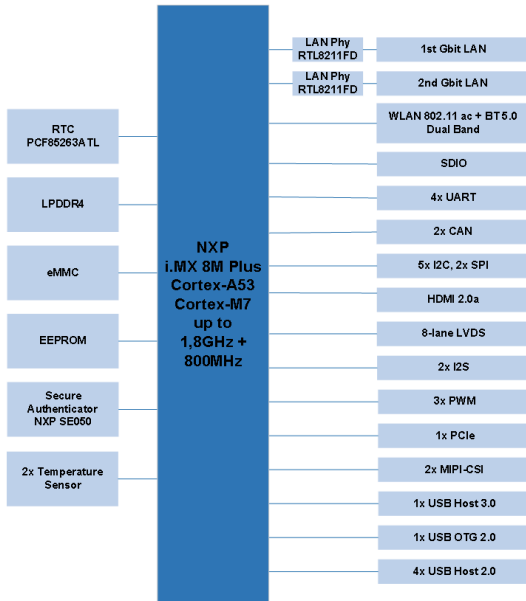 RTC
PCF85263ATL
LPDDR4
eMMC
EEPROM
Secure
Authenticator
NXP SE050
2x Temperature
Sensor
NXP
i.MX 8M Plus
Cortex-A53
Cortex-M7
up to
1,8GHz +
800MHz
LAN Phy
RTL8211FD
1st Gbit LAN
LAN Phy
RTL8211FD
2nd Gbit LAN
WLAN 802.11 ac + BT 5.0
Dual Band
SDIO
4x UART
2x CAN
5x I2C, 2x SPI
HDMI 2.0a
8-lane LVDS
2x I2S
3x PWM
1x PCIe
2x MIPI-CSI
1x USB Host 3.0
1x USB OTG 2.0
4x USB Host 2.0